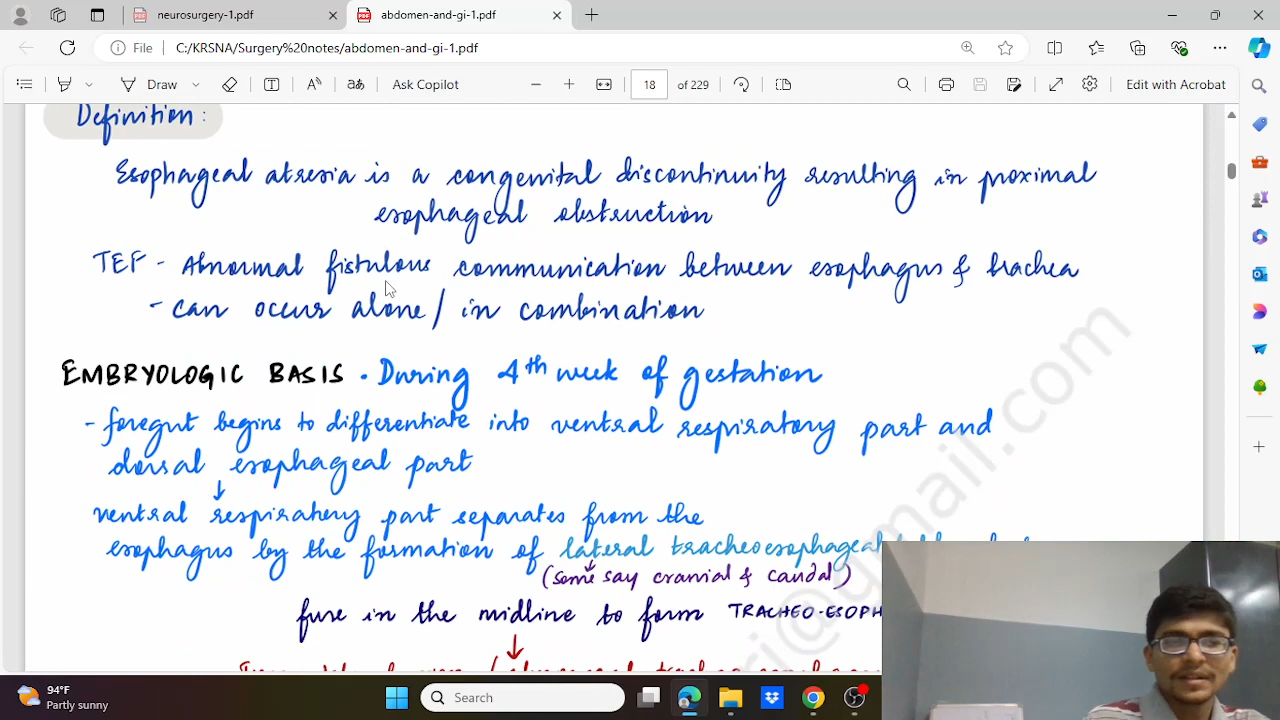 neurosurgery-1.pdf
abdomen-and-gi-1.pdf
File C:/KRSNA/Surgery%20notes/abdomen-and-gi-1.pdf
Draw
Ask Copilot
18 of 229
Edit with Acrobat
Definition :
Esophageal atresia is a congenital discontinuity resulting in proximal
esophageal obstruction
TEF - Abnormal fistulous communication between esophagus & trachea
- can occur alone / in combination
EMBRYOLOGIC BASIS . During 4th week of gestation
- foregut begins to differentiate into ventral respiratory part and
dorsal esophageal part
ventral respiratory part separates from the
esophagus by the formation of lateral tracheoesophageal
(some say cranial & caudal)
fuse in the midline to form TRACHEO-ESOPH
@gmail.com
94°F
Partly sunny
Search